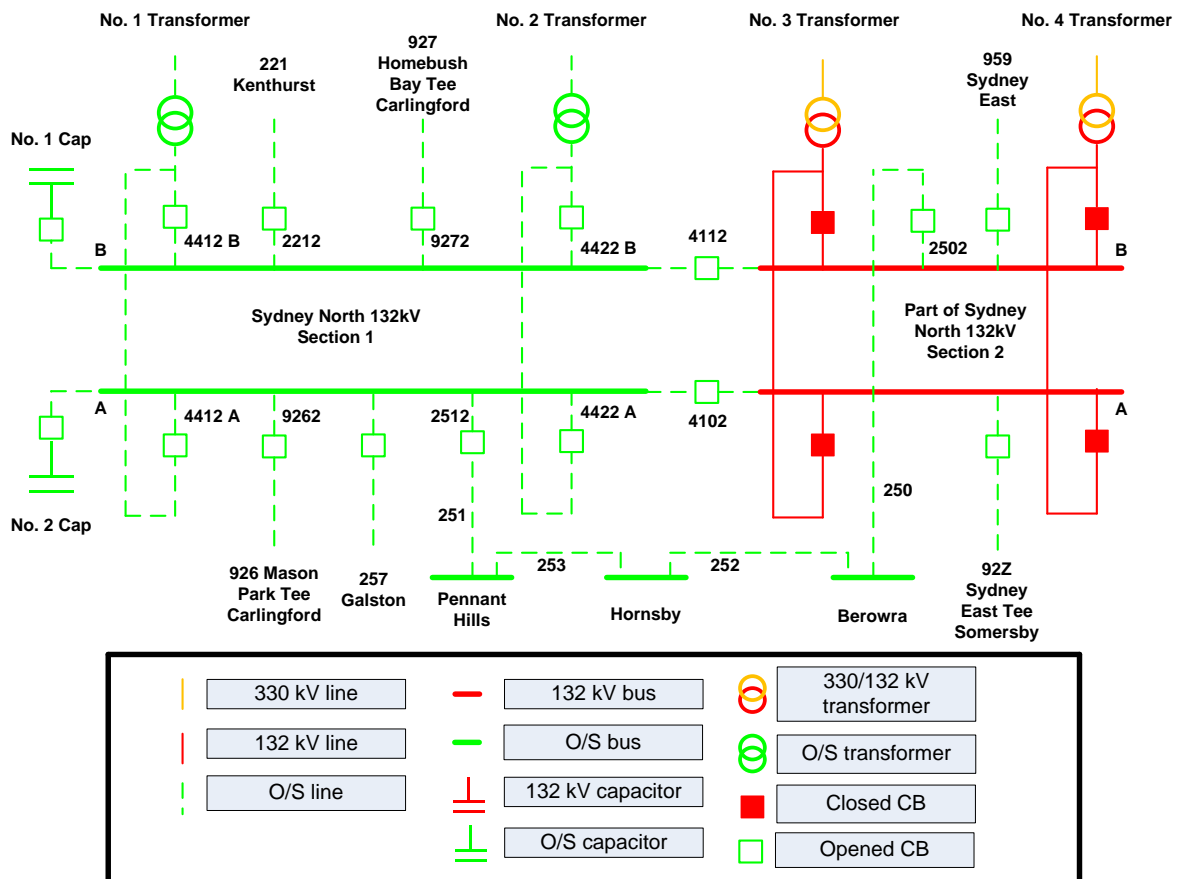 No. 1 Transformer
No. 2 Transformer
No. 3 Transformer
No. 4 Transformer
221
Kenthurst
927
Homebush
Bay Tee
Carlingford
959
Sydney
East
No. 1 Cap
4412 B
2212
9272
4422 B
4112
2502
B
B
Sydney North 132kV
Section 1
Part of Sydney
North 132kV
Section 2
A
A
4412 A
9262
2512
4422 A
4102
No. 2 Cap
251
250
926 Mason
Park Tee
Carlingford
257
Galston
253
252
Pennant
Hills
Hornsby
Berowra
92Z
Sydney
East Tee
Somersby
330 kV line
132 kV line
O/S line
132 kV bus
O/S bus
132 kV capacitor
O/S capacitor
330/132 kV
transformer
O/S transformer
Closed CB
Opened CB